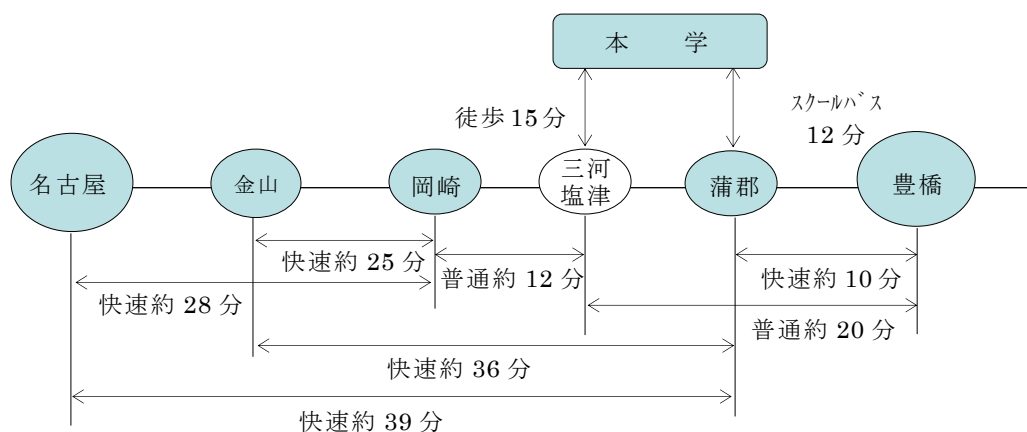 本　学
徒歩15分
スクールバス
12分
名古屋
金山
岡崎
三河
塩津
蒲郡
豊橋
快速約25分
普通約12分
快速約10分
快速約28分
普通約20分
快速約36分
快速約39分